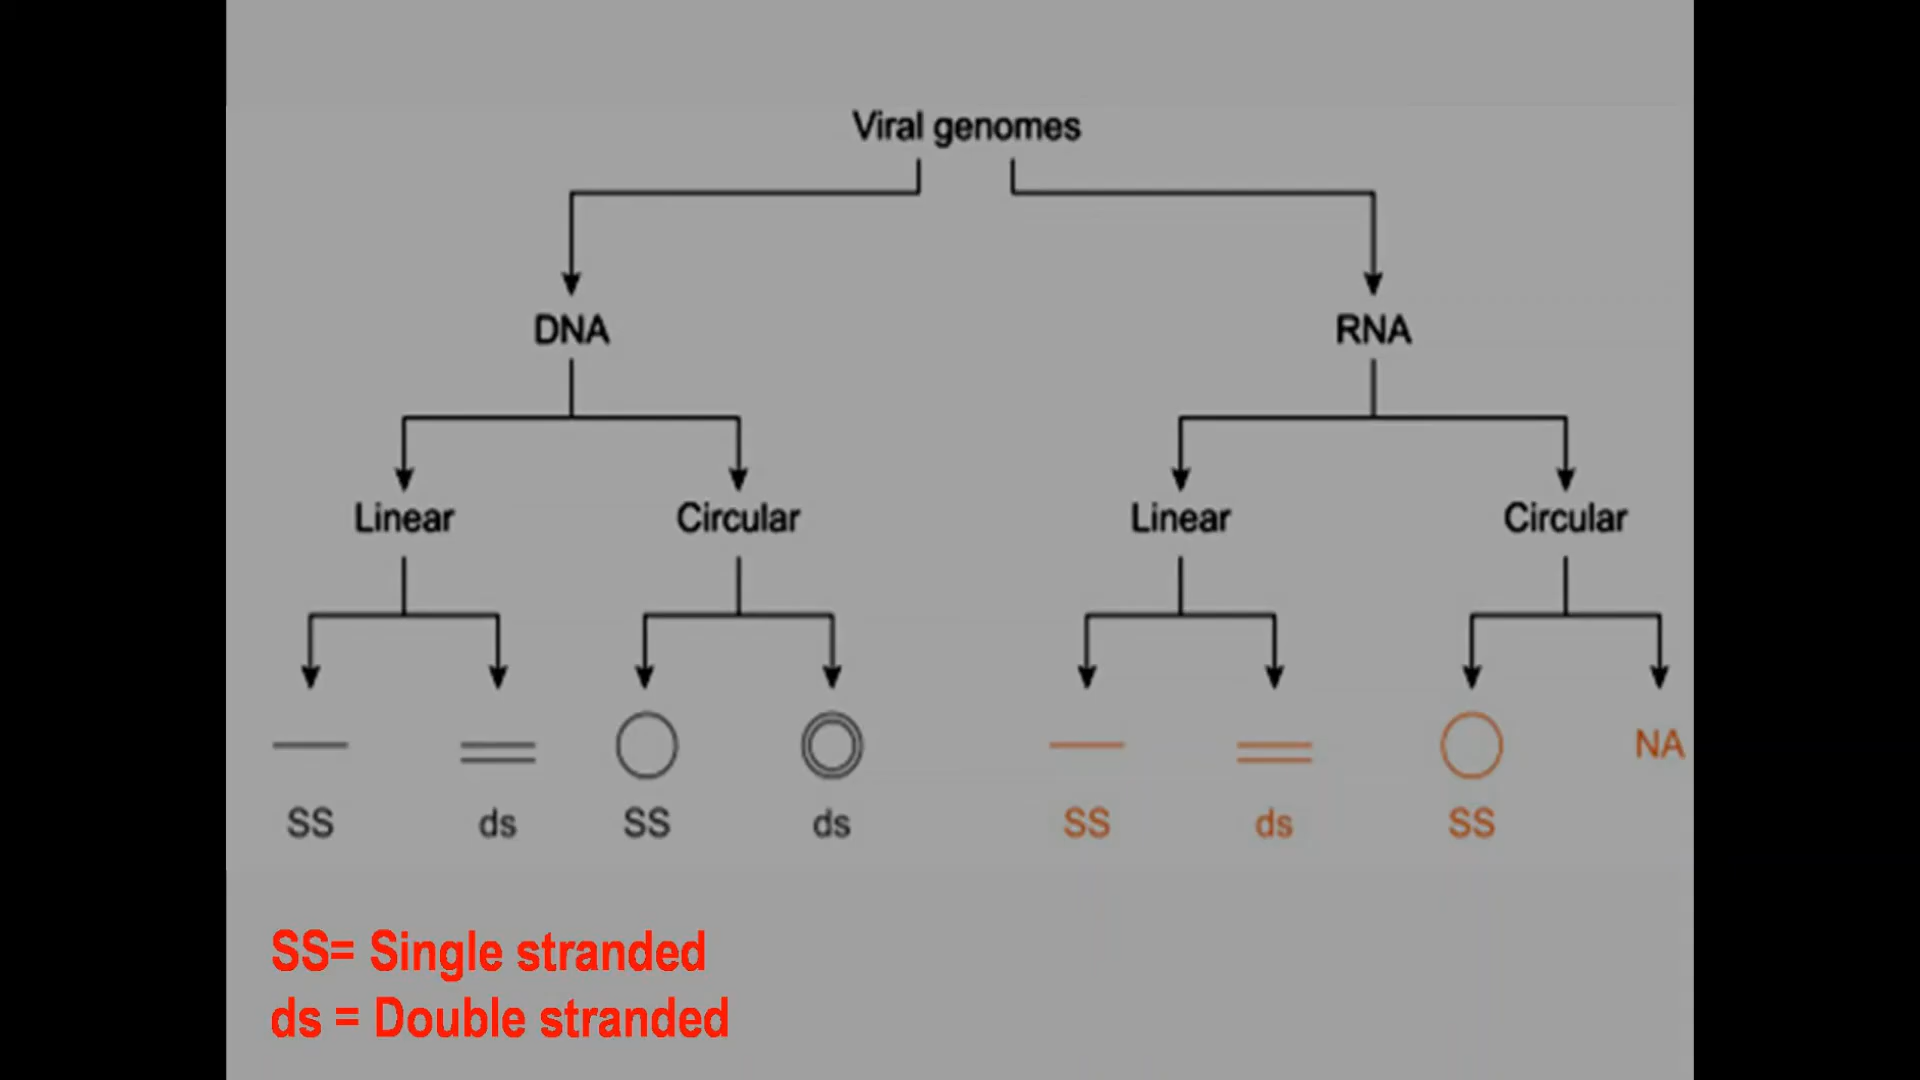 Viral genomes
DNA RNA
Linear Circular Linear Circular
NA
SS ds SS ds SS ds SS
SS= Single stranded
ds = Double stranded